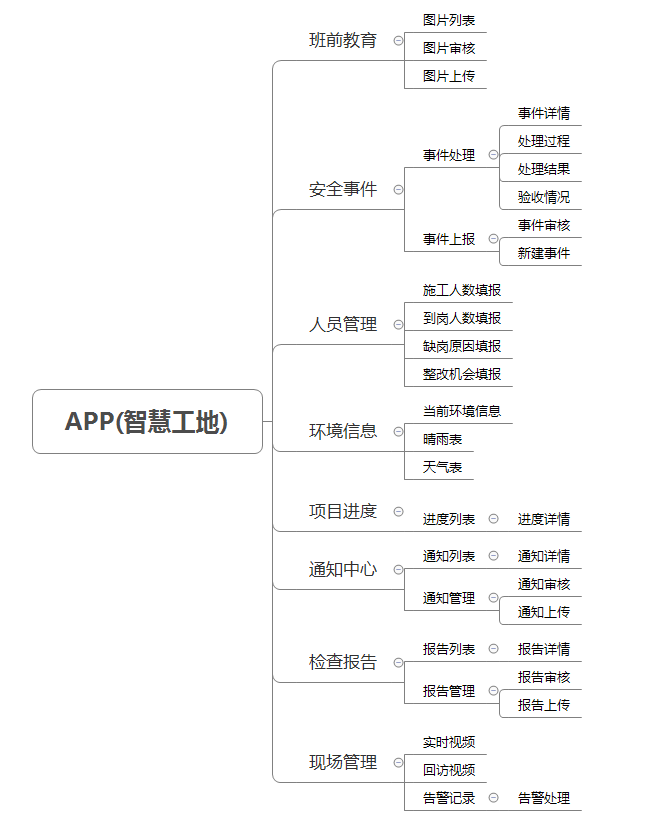 APP(智慧工地)
班前教育
图片列表
图片审核
图片上传
安全事件
事件处理
事件详情
处理过程
处理结果
验收情况
事件上报
事件审核
新建事件
人员管理
施工人数填报
到岗人数填报
缺岗原因填报
整改机会填报
环境信息
当前环境信息
晴雨表
天气表
项目进度
进度列表
进度详情
通知中心
通知列表
通知详情
通知管理
通知审核
通知上传
检查报告
报告列表
报告详情
报告管理
报告审核
报告上传
现场管理
实时视频
回访视频
告警记录
告警处理